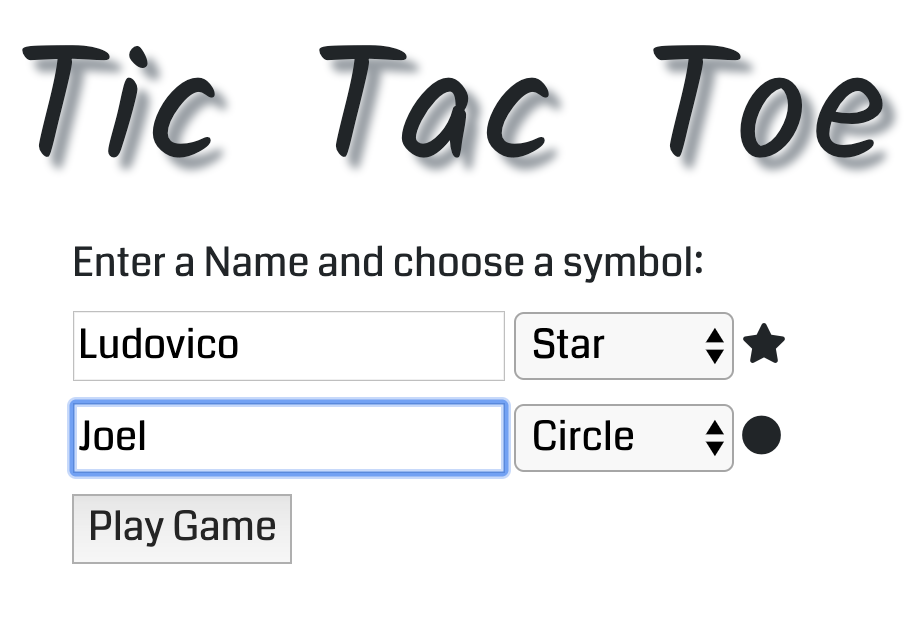 Tic Tac Toe
Enter a Name and choose a symbol:
Ludovico Star
Joel Circle
Play Game